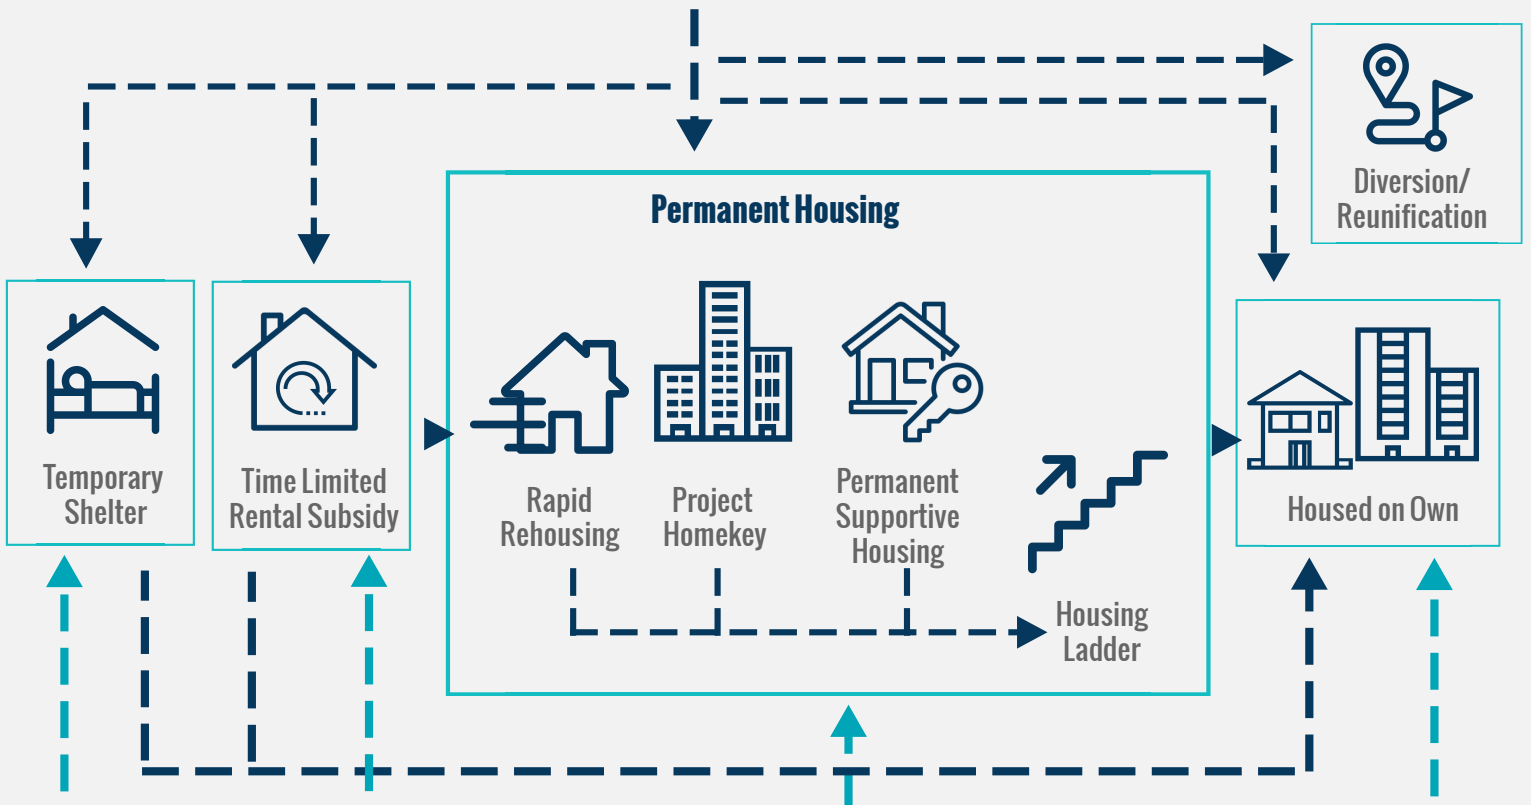 Diversion/
Reunification
Permanent Housing
Temporary
Shelter
Time Limited
Rental Subsidy
Rapid
Rehousing
Project
Homekey
Permanent
Supportive
Housing
Housing
Ladder
Housed on Own